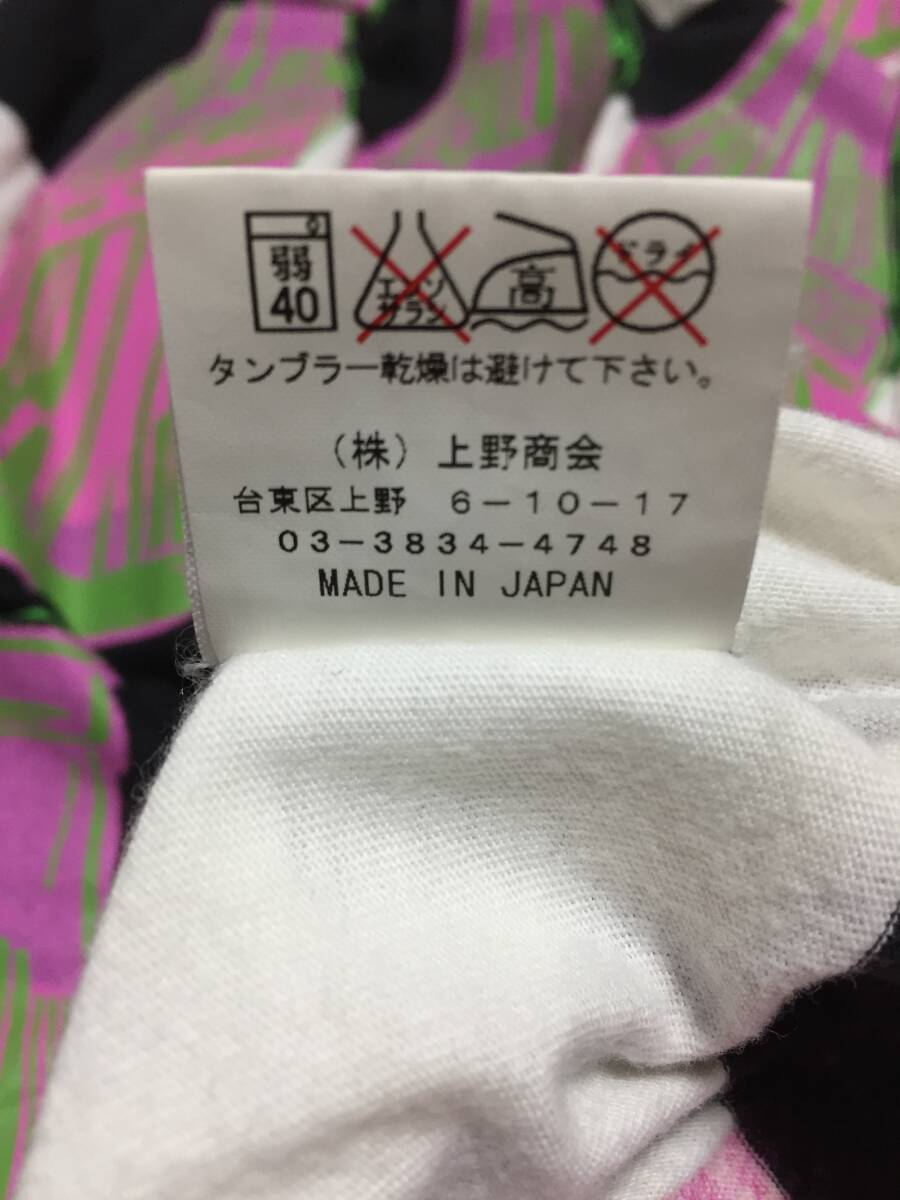 弱
40
エンソ
サラン
高
ドライ
タンブラー乾燥は避けて下さい。
(株)上野商会
台東区上野 6-10-17
03-3834-4748
MADE IN JAPAN